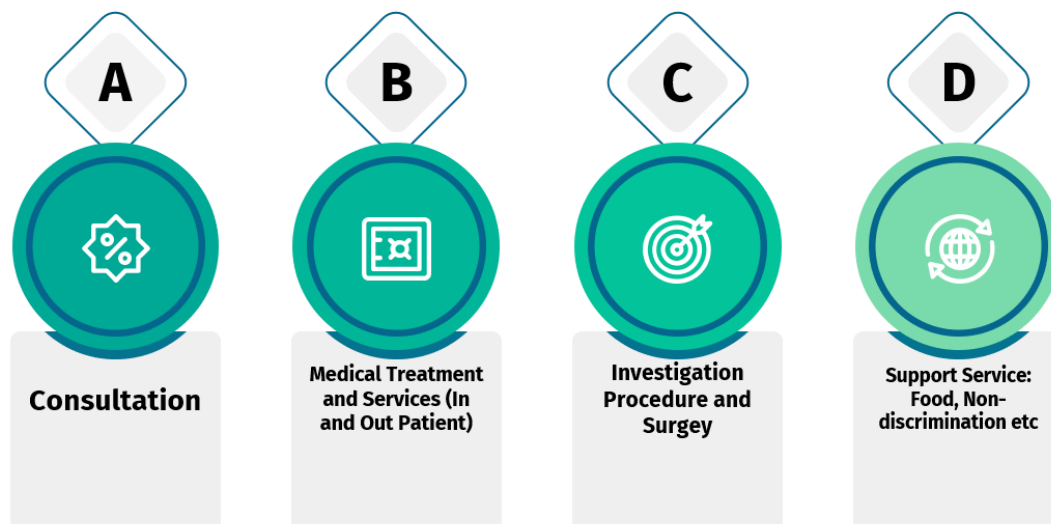 A
B
C
D
Consultation
Medical Treatment
and Services (In
and Out Patient)
Investigation
Procedure and
Surgey
Support Service:
Food, Non-
discrimination etc